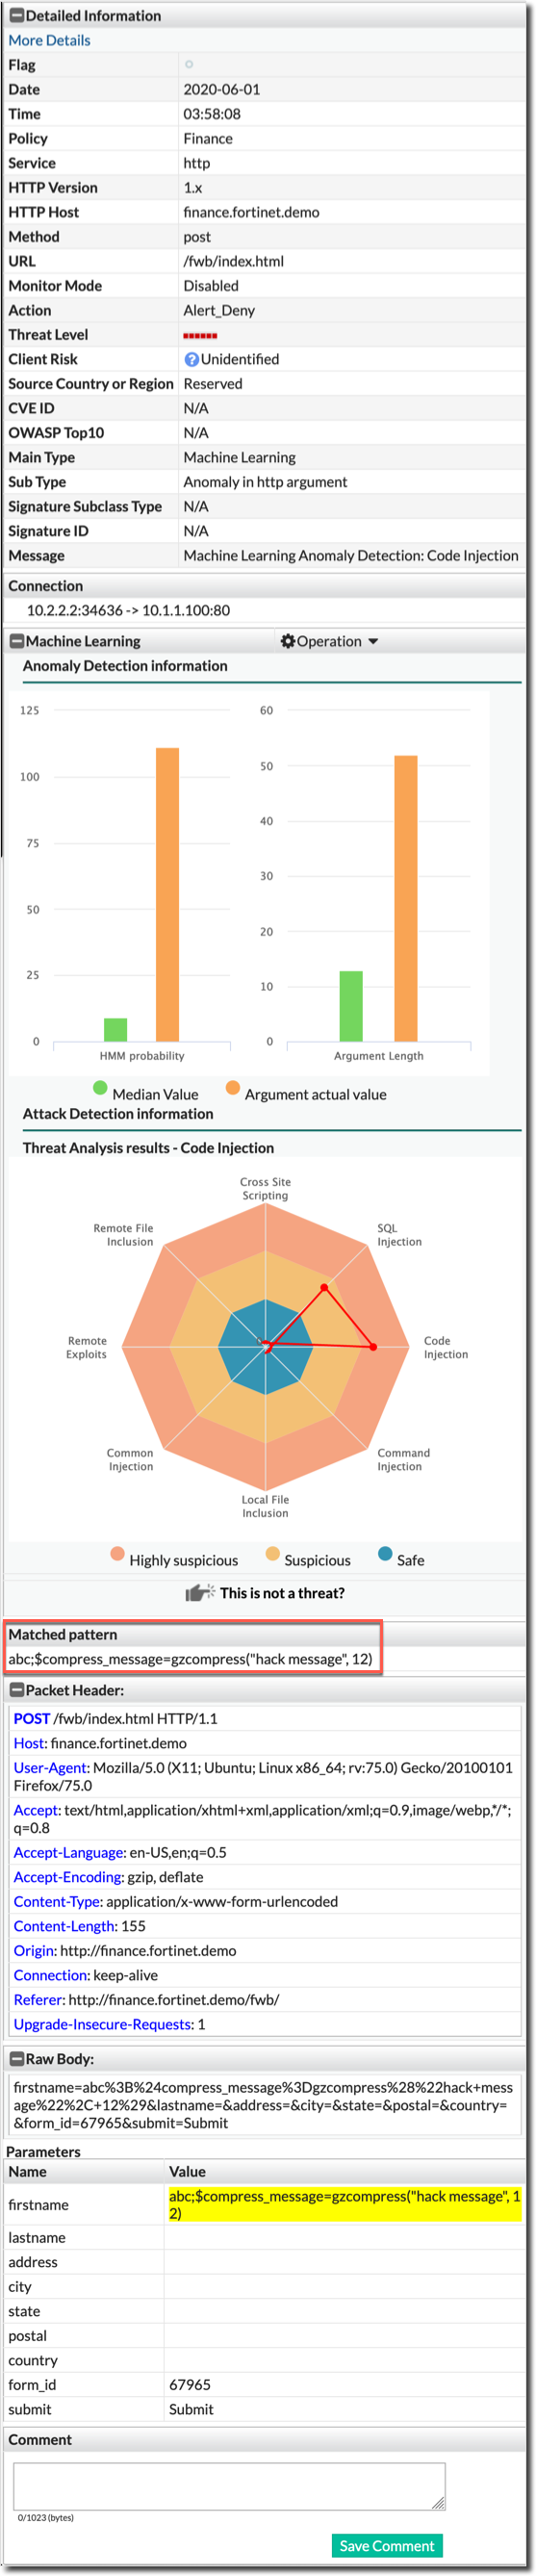 Detailed Information
More Details
Flag
Date 2020-06-01
Time 03:58:08
Policy Finance
Service http
HTTP Version 1.x
HTTP Host finance.fortinet.demo
Method post
URL /fwb/index.html
Monitor Mode Disabled
Action Alert_Deny
Threat Level
Client Risk ? Unidentified
Source Country or Region Reserved
CVE ID N/A
OWASP Top10 N/A
Main Type Machine Learning
Sub Type Anomaly in http argument
Signature Subclass Type N/A
Signature ID N/A
Message Machine Learning Anomaly Detection: Code Injection
Connection
10.2.2.2:34636 -> 10.1.1.100:80
Machine Learning Operation
Anomaly Detection information
125 60
50
100
40
75
30
50
20
25
10
0 0
HMM probability Argument Length
Median Value Argument actual value
Attack Detection information
Threat Analysis results - Code Injection
Cross Site
Scripting
Remote File SQL
Inclusion Injection
0
Remote Code
Exploits Injection
Common Command
Injection Injection
Local File
Inclusion
Highly suspicious Suspicious Safe
This is not a threat?
Matched pattern
abc;$compress_message=gzcompress("hack message", 12)
Packet Header:
POST /fwb/index.html HTTP/1.1
Host: finance.fortinet.demo
User-Agent: Mozilla/5.0 (X11; Ubuntu; Linux x86_64; rv:75.0) Gecko/20100101
Firefox/75.0
Accept: text/html,application/xhtml+xml,application/xml;q=0.9,image/webp,*/*;
q=0.8
Accept-Language: en-US,en;q=0.5
Accept-Encoding: gzip, deflate
Content-Type: application/x-www-form-urlencoded
Content-Length: 155
Origin: http://finance.fortinet.demo
Connection: keep-alive
Referer: http://finance.fortinet.demo/fwb/
Upgrade-Insecure-Requests: 1
Raw Body:
firstname=abc%3B%24compress_message%3Dgzcompress%28%22hack+mess
age%22%2C+12%29&lastname=&address=&city=&state=&postal=&country=
&form_id=67965&submit=Submit
Parameters
Name Value
firstname abc;$compress_message=gzcompress("hack message", 1
2)
lastname
address
city
state
postal
country
form_id 67965
submit Submit
Comment
0/1023 (bytes)
Save Comment